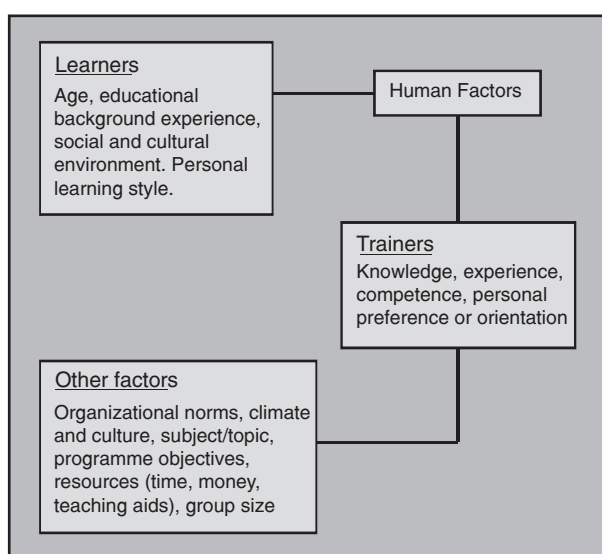 Learners
Age, educational
background experience,
social and cultural
environment. Personal
learning style.
Human Factors
Trainers
Knowledge, experience,
competence, personal
preference or orientation
Other factors
Organizational norms, climate
and culture, subject/topic,
programme objectives,
resources (time, money,
teaching aids), group size